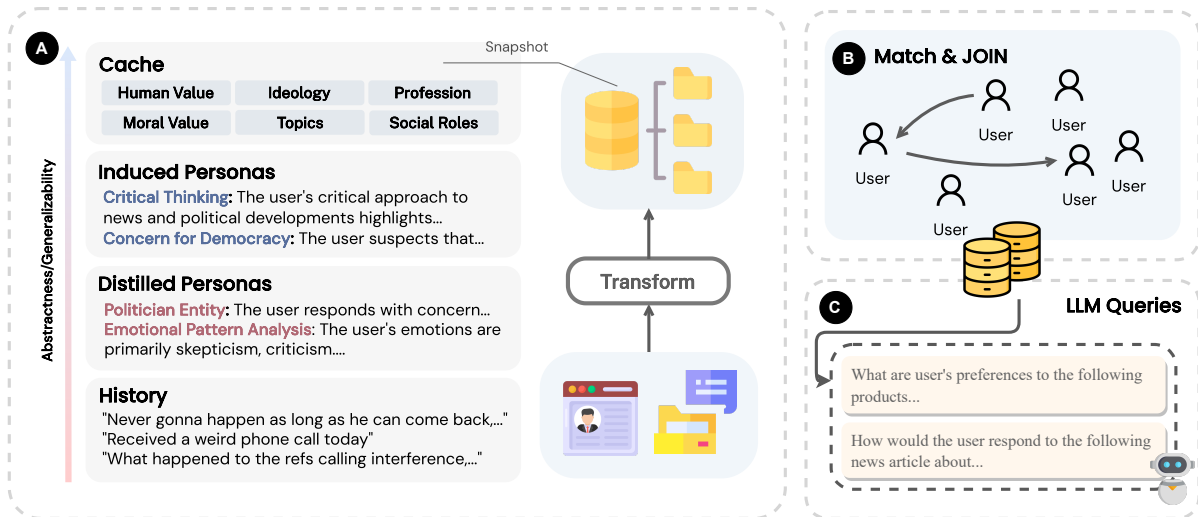 A
Abstractness/Generalizability
Cache
Human Value
Ideology
Profession
Moral Value
Topics
Social Roles
Induced Personas
Critical Thinking: The user's critical approach to
news and political developments highlights...
Concern for Democracy: The user suspects that...
Distilled Personas
Politician Entity: The user responds with concern...
Emotional Pattern Analysis: The user's emotions are
primarily skepticism, criticism....
History
"Never gonna happen as long as he can come back,..."
"Received a weird phone call today"
"What happened to the refs calling interference,..."
Snapshot
Transform
B
Match & JOIN
User
User
User
User
User
User
C
LLM Queries
What are user's preferences to the following
products...
How would the user respond to the following
news article about...